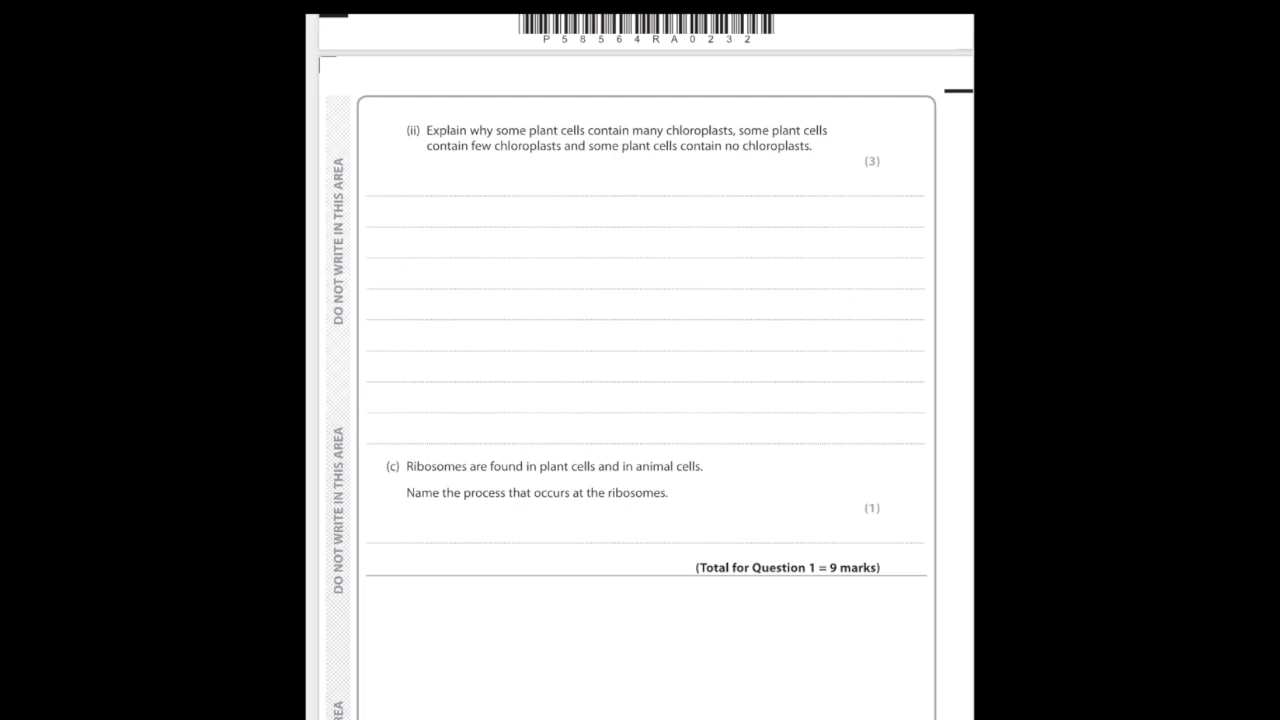 P 5 8 5 6 4 R A 0 2 3 2
(ii) Explain why some plant cells contain many chloroplasts, some plant cells
contain few chloroplasts and some plant cells contain no chloroplasts.
(3)
(c) Ribosomes are found in plant cells and in animal cells.
Name the process that occurs at the ribosomes.
(1)
(Total for Question 1 = 9 marks)
DO NOT WRITE IN THIS AREA
DO NOT WRITE IN THIS AREA
REA